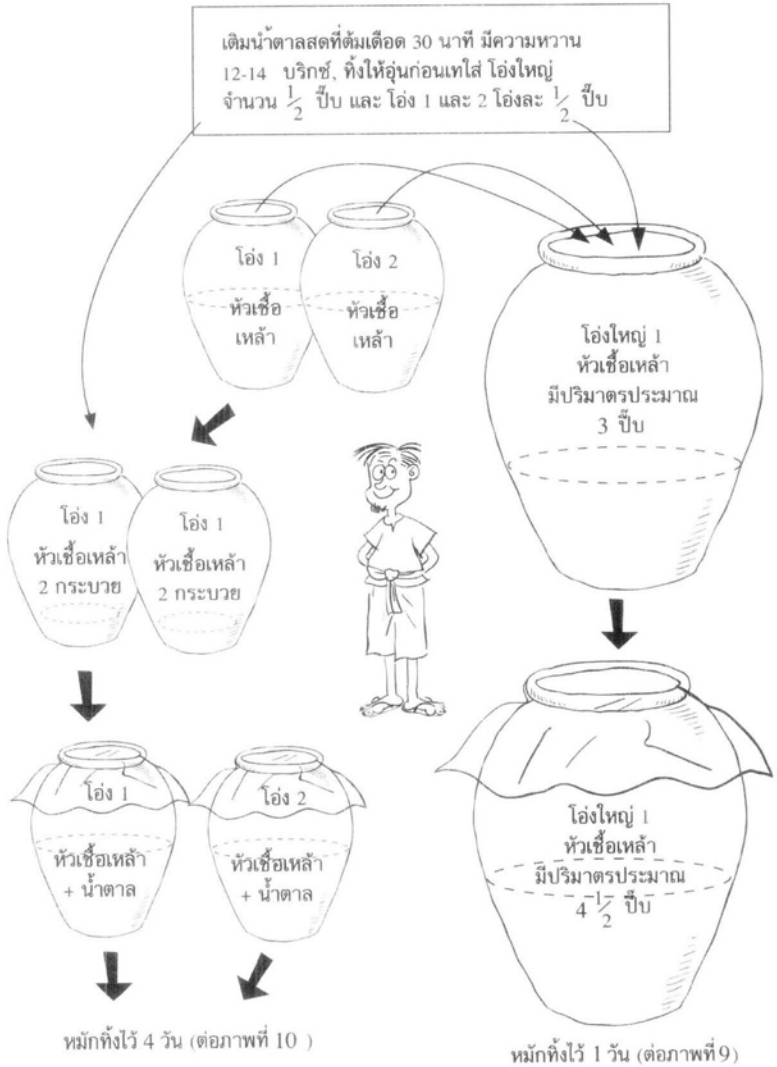 เติมน้ำตาลสดที่ต้มเดือด 30 นาที มีความหวาน
12-14 บริกซ์, ทิ้งให้อุ่นก่อนเทใส่ โอ่งใหญ่
จำนวน 1/2 ปี๊บ และ โอ่ง 1 และ 2 โอ่งละ 1/2 ปี๊บ
โอ่ง 1
หัวเชื้อ
เหล้า
โอ่ง 2
หัวเชื้อ
เหล้า
โอ่งใหญ่ 1
หัวเชื้อเหล้า
มีปริมาตรประมาณ
3 ปี๊บ
โอ่ง 1
หัวเชื้อเหล้า
2 กระบวย
โอ่ง 1
หัวเชื้อเหล้า
2 กระบวย
โอ่ง 1
หัวเชื้อเหล้า
+ น้ำตาล
โอ่ง 2
หัวเชื้อเหล้า
+ น้ำตาล
โอ่งใหญ่ 1
หัวเชื้อเหล้า
มีปริมาตรประมาณ
4 1/2 ปี๊บ
หมักทิ้งไว้ 4 วัน (ต่อภาพที่ 10 )
หมักทิ้งไว้ 1 วัน (ต่อภาพที่ 9)